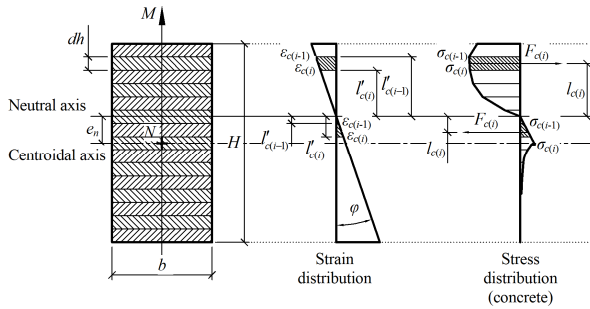 M
dh
Neutral axis
e_n
N
Centroidal axis
H
b
ε_c(i-1)
ε_c(i)
l'_c(i)
l'_c(i-1)
l''_c(i-1)
l'_c(i)
ε_c(i-1)
ε_c(i)
φ
Strain
distribution
σ_c(i-1)
σ_c(i)
F_c(i)
l_c(i)
F_c(i)
σ_c(i-1)
l_c(i)
σ_c(i)
Stress
distribution
(concrete)